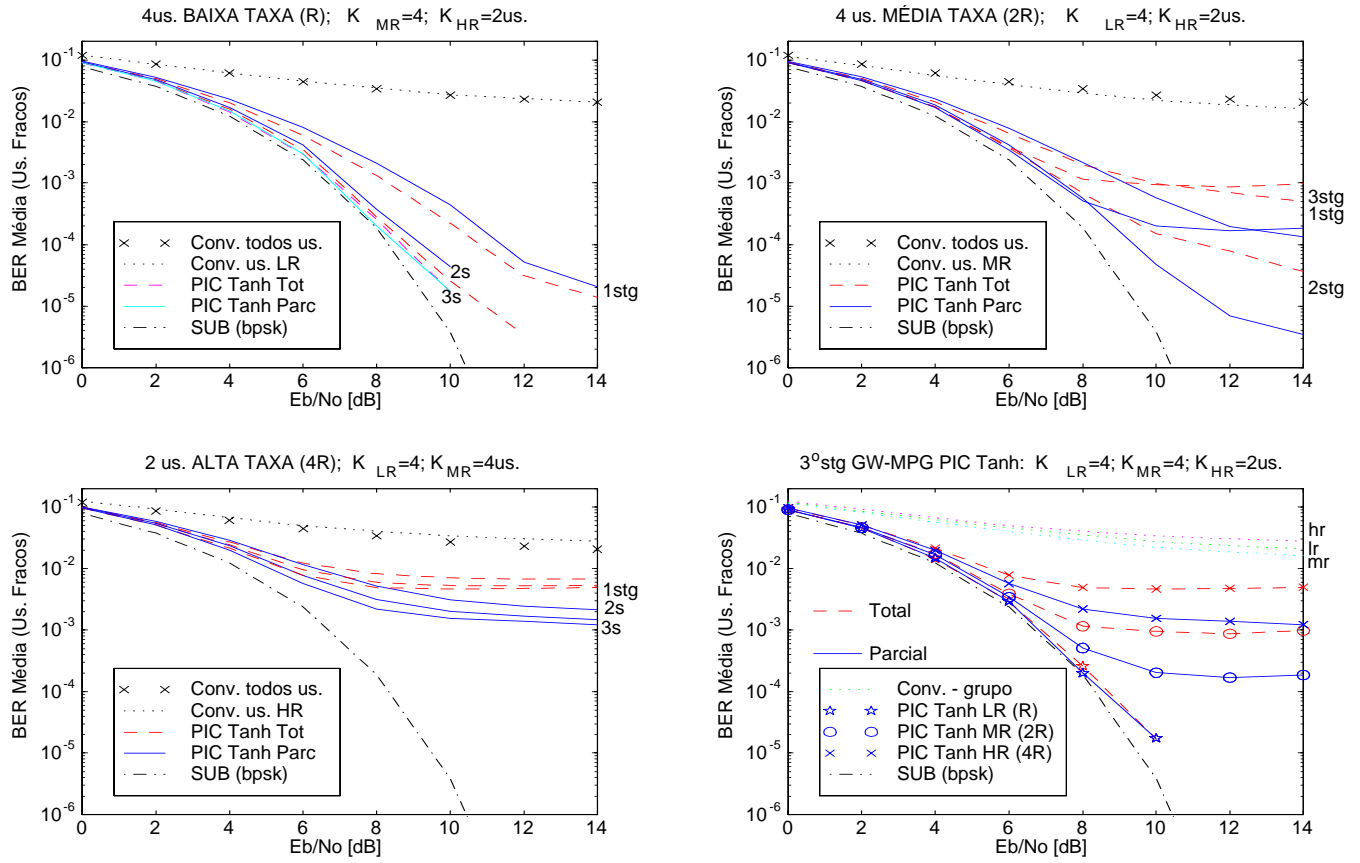 4us. BAIXA TAXA (R); K MR=4; K HR=2us.
BER Média (Us. Fracos)
10-1
10-2
10-3
10-4
10-5
10-6
Conv. todos us.
Conv. us. LR
PIC Tanh Tot
PIC Tanh Parc
SUB (bpsk)
2s
3s
1stg
0 2 4 6 8 10 12 14
Eb/No [dB]
4 us. MÉDIA TAXA (2R); K LR=4; K HR=2us.
BER Média (Us. Fracos)
10-1
10-2
10-3
10-4
10-5
10-6
Conv. todos us.
Conv. us. MR
PIC Tanh Tot
PIC Tanh Parc
SUB (bpsk)
3stg
1stg
2stg
0 2 4 6 8 10 12 14
Eb/No [dB]
2 us. ALTA TAXA (4R); K LR=4; K MR=4us.
BER Média (Us. Fracos)
10-1
10-2
10-3
10-4
10-5
10-6
Conv. todos us.
Conv. us. HR
PIC Tanh Tot
PIC Tanh Parc
SUB (bpsk)
1stg
2s
3s
0 2 4 6 8 10 12 14
Eb/No [dB]
3ostg GW-MPG PIC Tanh: K LR=4; K MR=4; K HR=2us.
BER Média (Us. Fracos)
10-1
10-2
10-3
10-4
10-5
10-6
hr
lr
mr
Total
Parcial
Conv. - grupo
PIC Tanh LR (R)
PIC Tanh MR (2R)
PIC Tanh HR (4R)
SUB (bpsk)
0 2 4 6 8 10 12 14
Eb/No [dB]